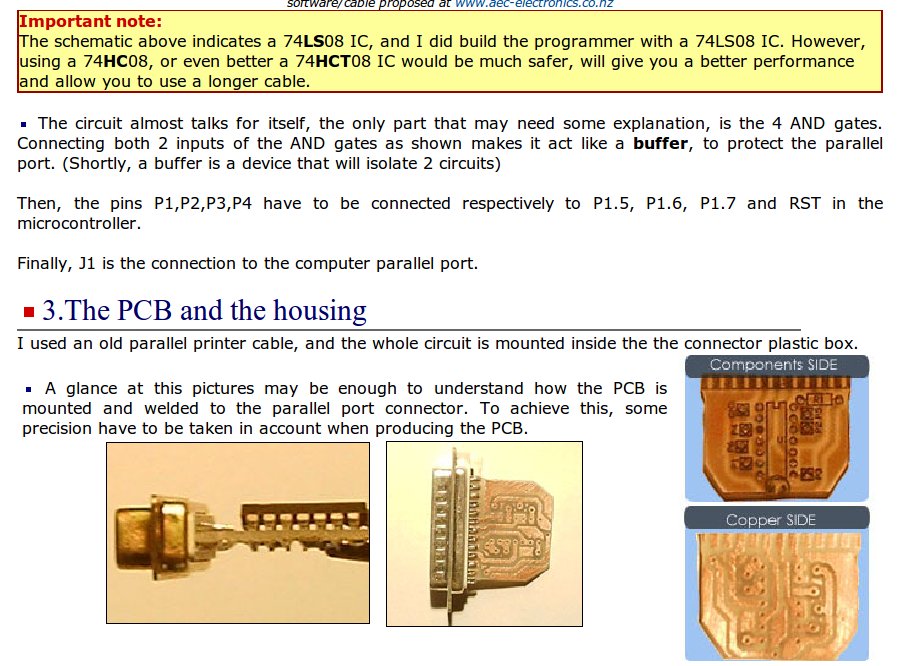 software/cable proposed at www.aec-electronics.co.nz
Important note:
The schematic above indicates a 74LS08 IC, and I did build the programmer with a 74LS08 IC. However,
using a 74HC08, or even better a 74HCT08 IC would be much safer, will give you a better performance
and allow you to use a longer cable.
▪ The circuit almost talks for itself, the only part that may need some explanation, is the 4 AND gates.
Connecting both 2 inputs of the AND gates as shown makes it act like a buffer, to protect the parallel
port. (Shortly, a buffer is a device that will isolate 2 circuits)
Then, the pins P1,P2,P3,P4 have to be connected respectively to P1.5, P1.6, P1.7 and RST in the
microcontroller.
Finally, J1 is the connection to the computer parallel port.
▪ 3.The PCB and the housing
I used an old parallel printer cable, and the whole circuit is mounted inside the the connector plastic box.
▪ A glance at this pictures may be enough to understand how the PCB is
mounted and welded to the parallel port connector. To achieve this, some
precision have to be taken in account when producing the PCB.
Components SIDE
Copper SIDE